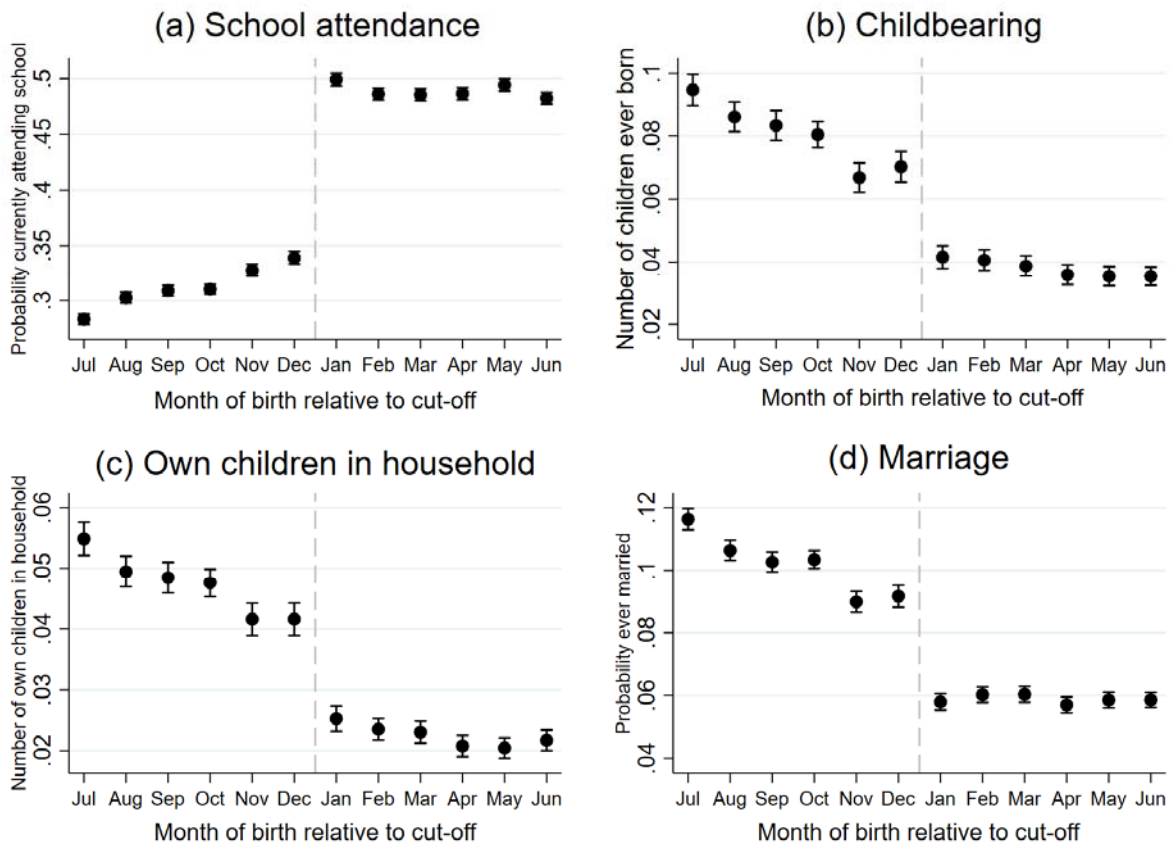 (a) School attendance
Probability currently attending school
.5
.45
.4
.35
.3
Jul Aug Sep Oct Nov Dec Jan Feb Mar Apr May Jun
Month of birth relative to cut-off
(b) Childbearing
Number of children ever born
.1
.08
.06
.04
.02
Jul Aug Sep Oct Nov Dec Jan Feb Mar Apr May Jun
Month of birth relative to cut-off
(c) Own children in household
Number of own children in household
.06
.05
.04
.03
.02
Jul Aug Sep Oct Nov Dec Jan Feb Mar Apr May Jun
Month of birth relative to cut-off
(d) Marriage
Probability ever married
.12
.1
.08
.06
.04
Jul Aug Sep Oct Nov Dec Jan Feb Mar Apr May Jun
Month of birth relative to cut-off